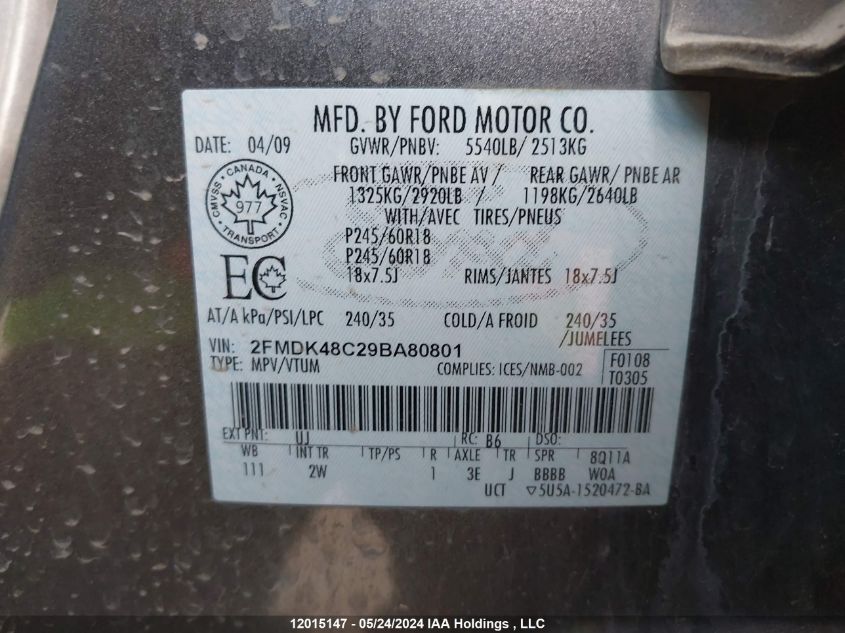 MFD. BY FORD MOTOR CO.
DATE: 04/09 GVWR/PNBV: 5540LB/ 2513KG
FRONT GAWR/PNBE AV / REAR GAWR/ PNBE AR
1325KG/2920LB / 1198KG/2640LB
WITH/AVEC TIRES/PNEUS
CMVSS CANADA NSVAC
977
TRANSPORT
P245/60R18
P245/60R18
18x7.5J RIMS/JANTES 18x7.5J
EC
AT/A kPa/PSI/LPC 240/35 COLD/A FROID 240/35
/JUMELEES
VIN: 2FMDK48C29BA80801
TYPE: MPV/VTUM COMPLIES: ICES/NMB-002 F0108
T0305
EXT PNT: UJ RC: B6 DSO:
WB INT TR TP/PS R AXLE TR SPR 8Q11A
111 2W 1 3E J BBBB W0A
UCT ▽5U5A-1520472-BA
12015147 - 05/24/2024 IAA Holdings , LLC